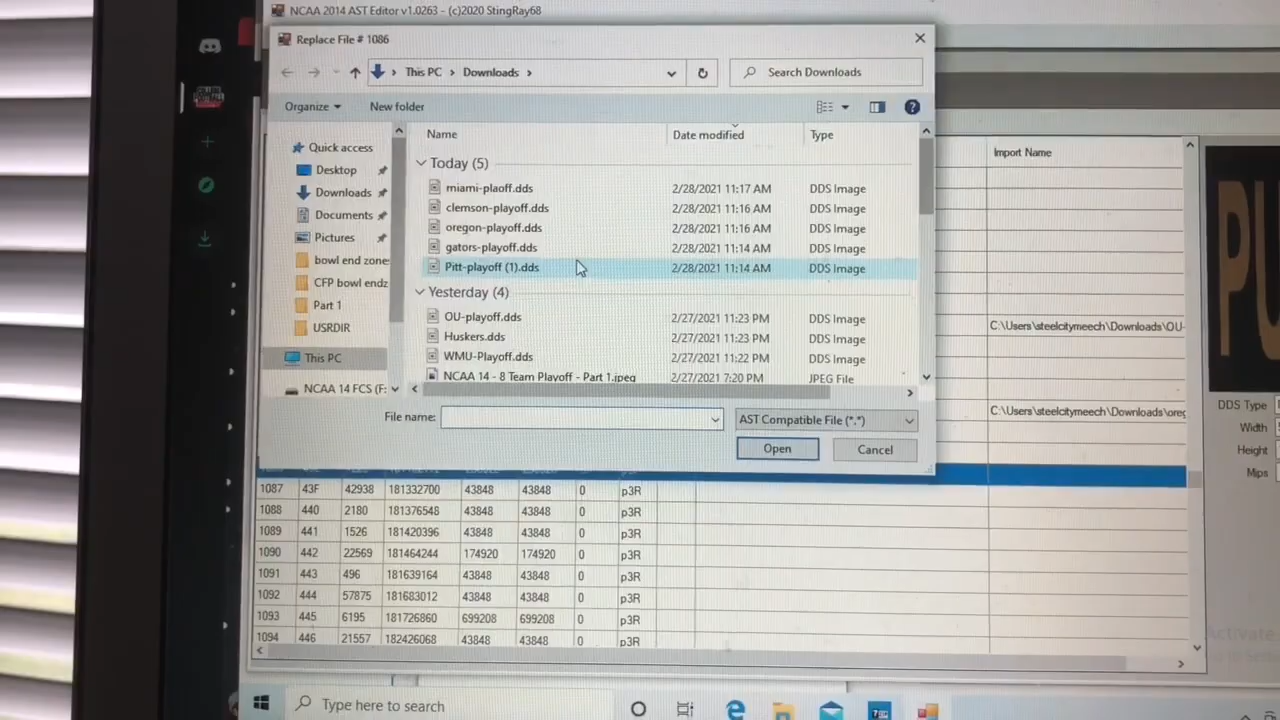 NCAA 2014 AST Editor v1.0263 - (c)2020 StingRay68
Replace File # 1086
This PC > Downloads >
Search Downloads
Organize
New folder
Name Date modified Type
Quick access
Desktop
Downloads
Documents
Pictures
bowl end zone
CFP bowl endz
Part 1
USRDIR
This PC
NCAA 14 FCS (F:
Today (5)
miami-plaoff.dds 2/28/2021 11:17 AM DDS Image
clemson-playoff.dds 2/28/2021 11:16 AM DDS Image
oregon-playoff.dds 2/28/2021 11:16 AM DDS Image
gators-playoff.dds 2/28/2021 11:14 AM DDS Image
Pitt-playoff (1).dds 2/28/2021 11:14 AM DDS Image
Yesterday (4)
OU-playoff.dds 2/27/2021 11:23 PM DDS Image
Huskers.dds 2/27/2021 11:23 PM DDS Image
WMU-Playoff.dds 2/27/2021 11:22 PM DDS Image
NCAA 14 - 8 Team Playoff - Part 1.jpeg 2/27/2021 7:20 PM JPEG File
File name:
AST Compatible File (*.*)
Open
Cancel
Import Name
C:\Users\steelcitymeech\Downloads\OU-
C:\Users\steelcitymeech\Downloads\oreg
PU
DDS Type
Width
Height
Mips
1087 43F 42938 181332700 43848 43848 0 p3R
1088 440 2180 181376548 43848 43848 0 p3R
1089 441 1526 181420396 43848 43848 0 p3R
1090 442 22569 181464244 174920 174920 0 p3R
1091 443 496 181639164 43848 43848 0 p3R
1092 444 57875 181683012 43848 43848 0 p3R
1093 445 6195 181726860 699208 699208 0 p3R
1094 446 21557 182426068 43848 43848 0 p3R
Activate
Type here to search